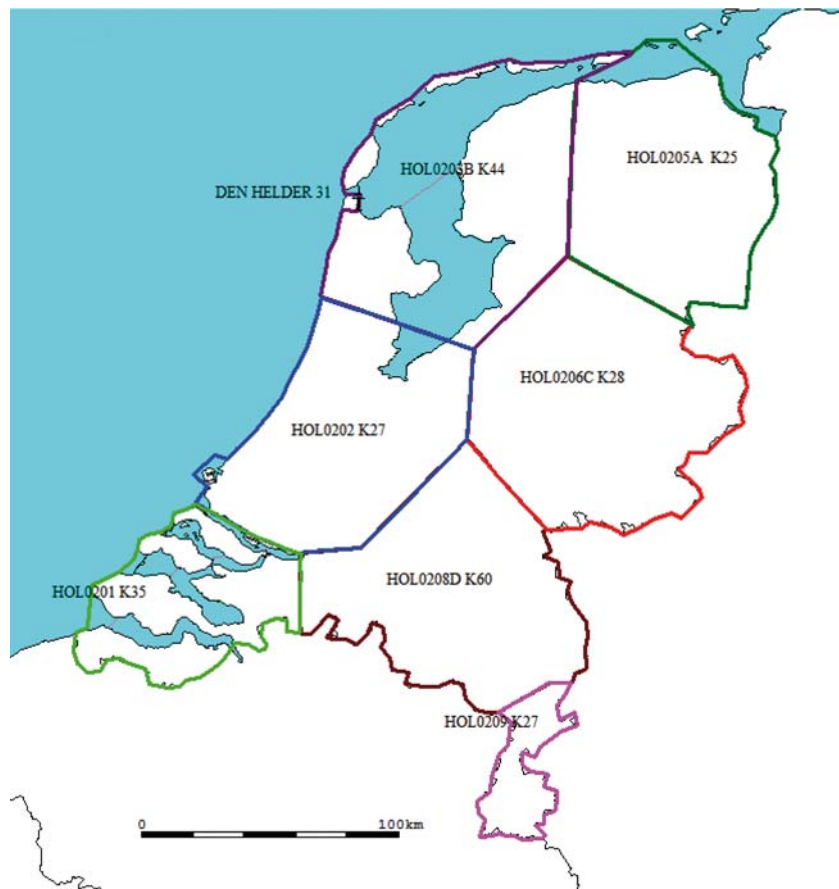 HOL0205A K25
HOL0203B K44
DEN HELDER 31
HOL0206C K28
HOL0202 K27
HOL0208D K60
HOL0201 K35
HOL0209 K27
0 100km